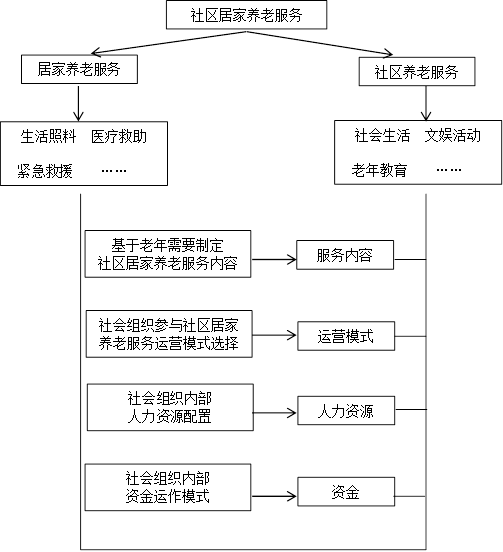 社区居家养老服务
居家养老服务
社区养老服务
生活照料 医疗救助
紧急救援 ……
社会生活 文娱活动
老年教育 ……
基于老年需要制定
社区居家养老服务内容
服务内容
社会组织参与社区居家
养老服务运营模式选择
运营模式
社会组织内部
人力资源配置
人力资源
社会组织内部
资金运作模式
资金